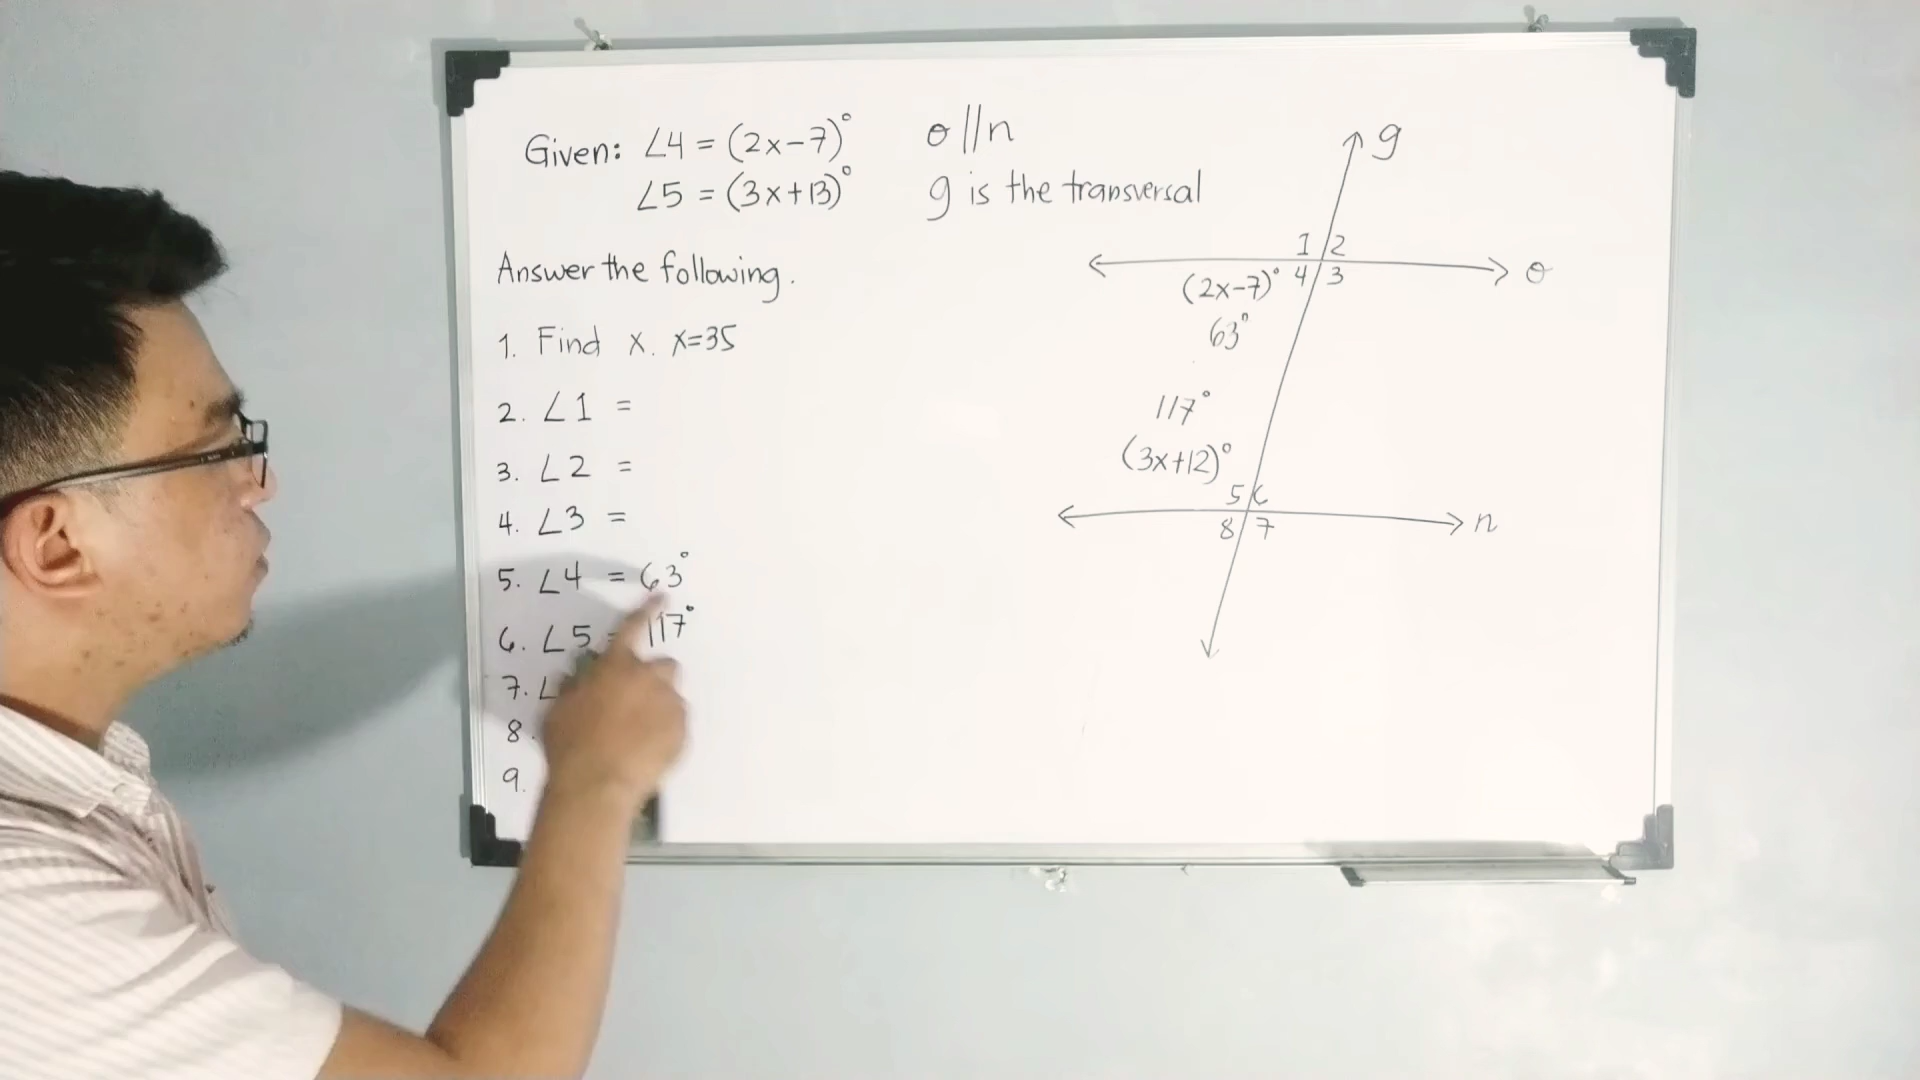 Given: ∠4 = (2x-7)°
∠5 = (3x+13)°
o // n
g is the transversal
Answer the following.
1. Find x. x=35
2. ∠1 =
3. ∠2 =
4. ∠3 =
5. ∠4 = 63°
6. ∠5 = 117°
7. ∠
8.
9.
g
1 2
(2x-7)° 4 3
o
63°
117°
(3x+12)°
5 6
8 7
n